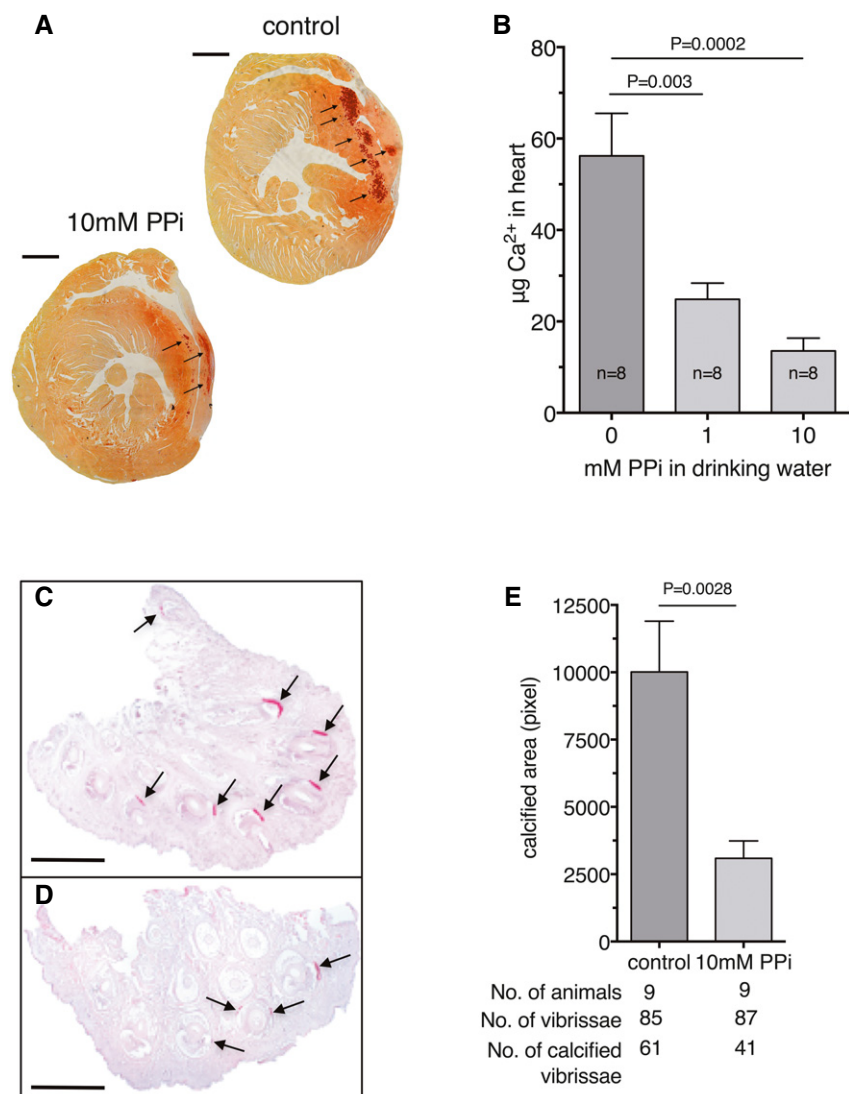 A
control
10mM PPi
B
P=0.0002
P=0.003
80
60
40
20
0
µg Ca²⁺ in heart
n=8 n=8 n=8
0 1 10
mM PPi in drinking water
C
D
E
P=0.0028
12500
10000
7500
5000
2500
0
calcified area (pixel)
control 10mM PPi
No. of animals 9 9
No. of vibrissae 85 87
No. of calcified 61 41
vibrissae